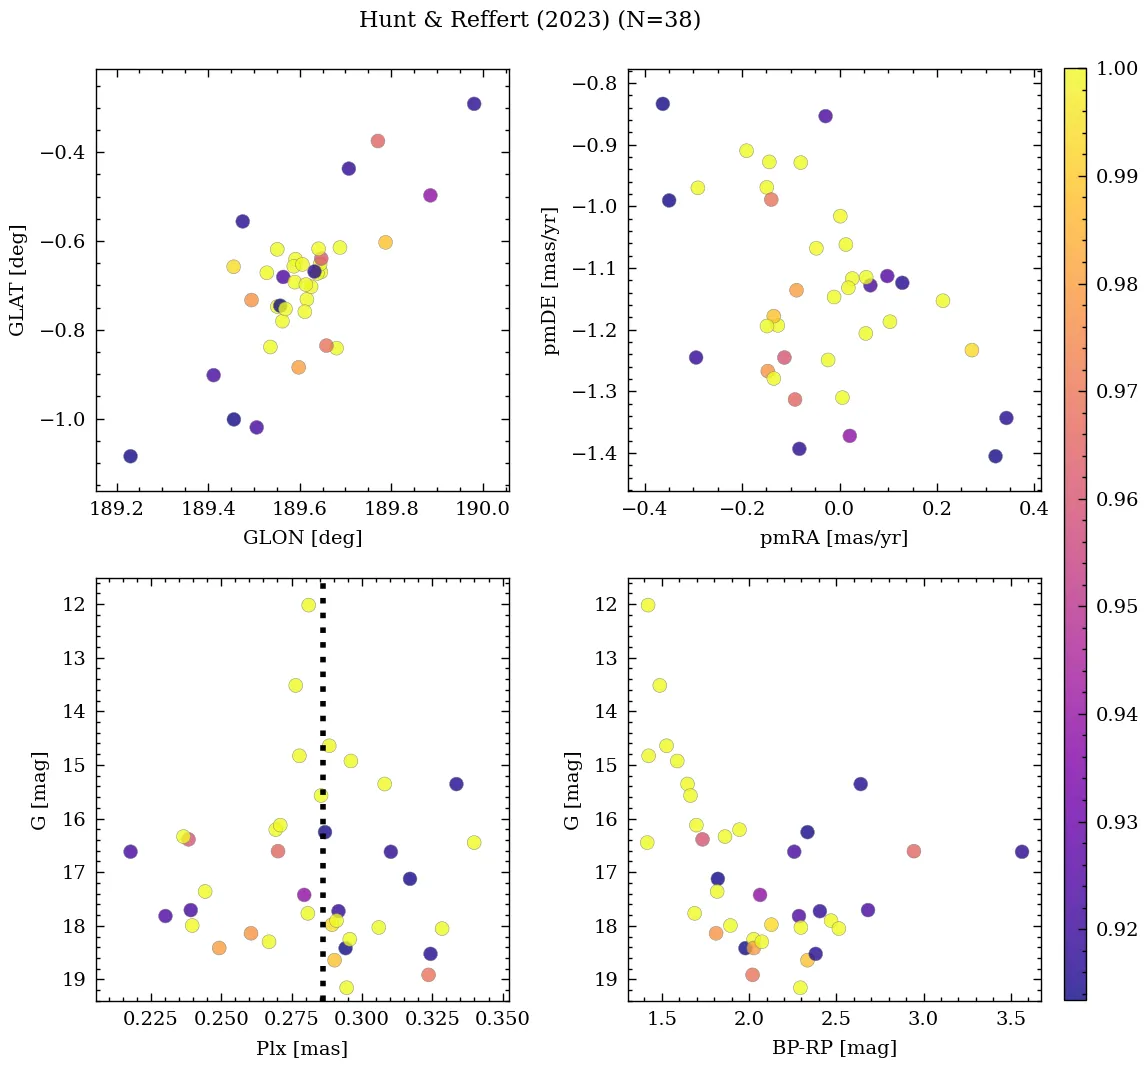 Hunt & Reffert (2023) (N=38)
−0.4
−0.6
−0.8
−1.0
GLAT [deg]
189.2 189.4 189.6 189.8 190.0
GLON [deg]
−0.8
−0.9
−1.0
−1.1
−1.2
−1.3
−1.4
pmDE [mas/yr]
−0.4 −0.2 0.0 0.2 0.4
pmRA [mas/yr]
12
13
14
15
16
17
18
19
G [mag]
0.225 0.250 0.275 0.300 0.325 0.350
Plx [mas]
12
13
14
15
16
17
18
19
G [mag]
1.5 2.0 2.5 3.0 3.5
BP-RP [mag]
1.00
0.99
0.98
0.97
0.96
0.95
0.94
0.93
0.92